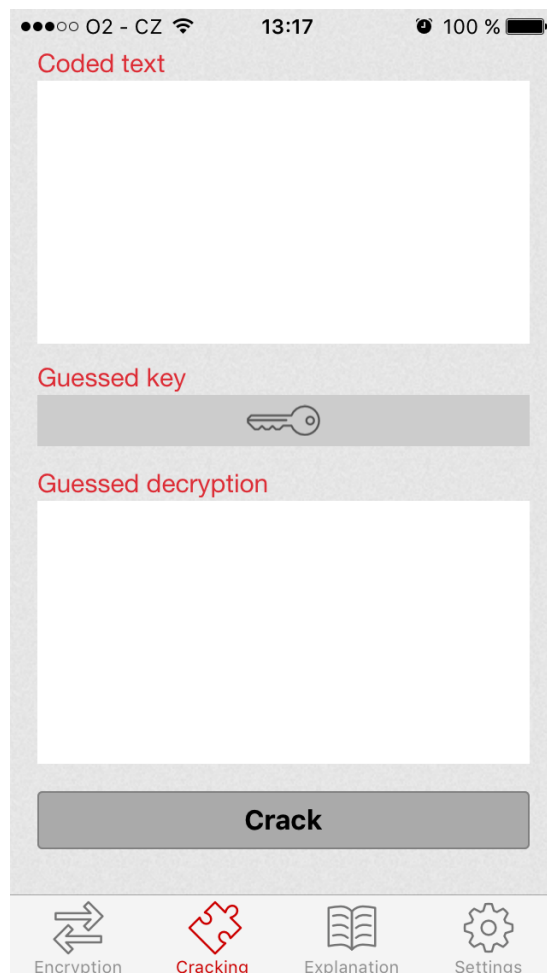 O2 - CZ 13:17 100 %
Coded text
Guessed key
Guessed decryption
Crack
Encryption Cracking Explanation Settings